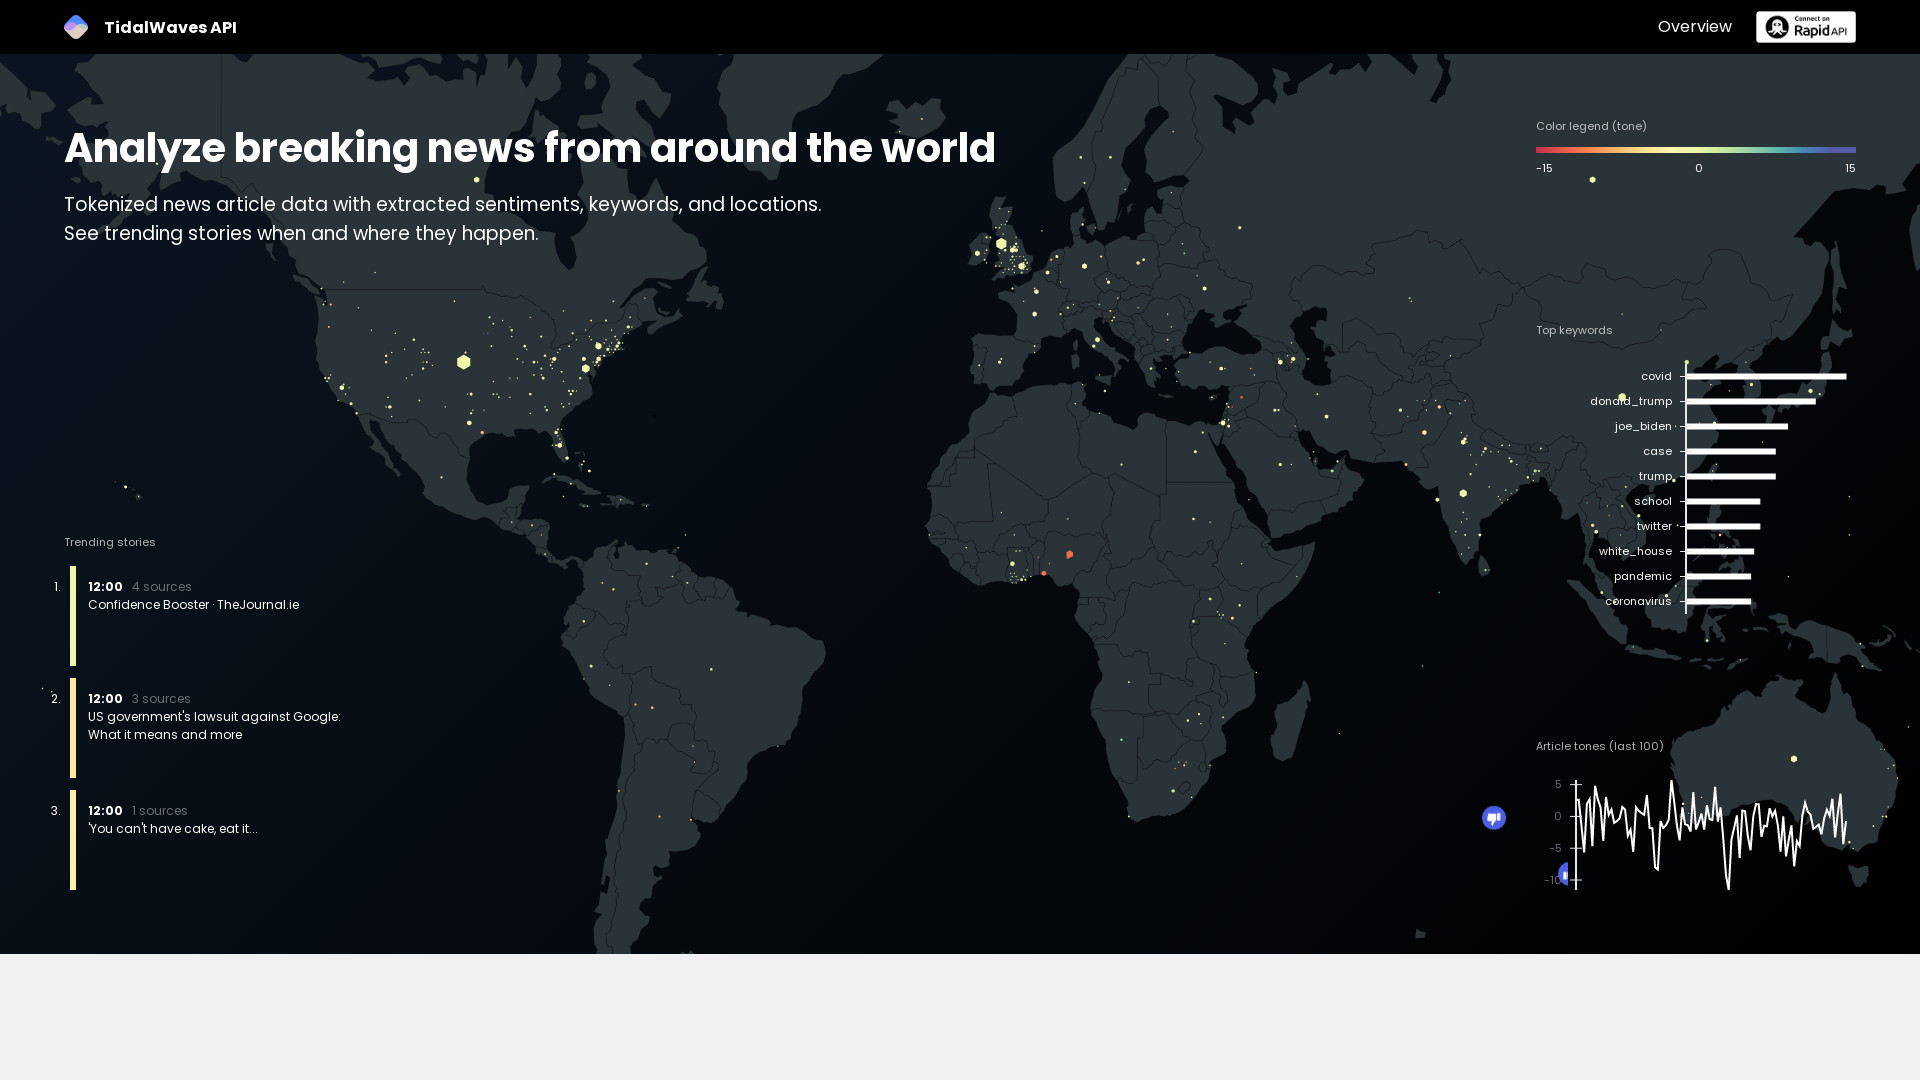 TidalWaves API
Overview
Connect on
Rapid API
Analyze breaking news from around the world
Tokenized news article data with extracted sentiments, keywords, and locations.
See trending stories when and where they happen.
Color legend (tone)
-15 0 15
Top keywords
covid
donald_trump
joe_biden
case
trump
school
twitter
white_house
pandemic
coronavirus
Trending stories
1. 12:00 4 sources
Confidence Booster · TheJournal.ie
2. 12:00 3 sources
US government's lawsuit against Google:
What it means and more
3. 12:00 1 sources
'You can't have cake, eat it...
Article tones (last 100)
5
0
−5
−10